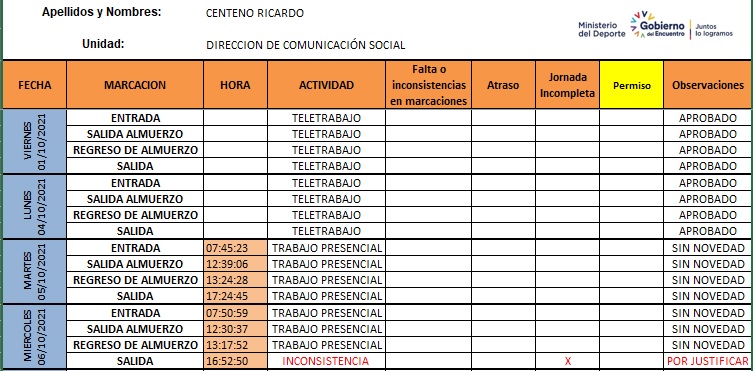 Apellidos y Nombres: CENTENO RICARDO
Ministerio del Deporte
Gobierno del Encuentro
Juntos lo logramos
Unidad: DIRECCION DE COMUNICACIÓN SOCIAL
FECHA MARCACION HORA ACTIVIDAD Falta o inconsistencias en marcaciones Atraso Jornada Incompleta Permiso Observaciones
VIERNES 01/10/2021
ENTRADA TELETRABAJO APROBADO
SALIDA ALMUERZO TELETRABAJO APROBADO
REGRESO DE ALMUERZO TELETRABAJO APROBADO
SALIDA TELETRABAJO APROBADO
LUNES 04/10/2021
ENTRADA TELETRABAJO APROBADO
SALIDA ALMUERZO TELETRABAJO APROBADO
REGRESO DE ALMUERZO TELETRABAJO APROBADO
SALIDA TELETRABAJO APROBADO
MARTES 05/10/2021
ENTRADA 07:45:23 TRABAJO PRESENCIAL SIN NOVEDAD
SALIDA ALMUERZO 12:39:06 TRABAJO PRESENCIAL SIN NOVEDAD
REGRESO DE ALMUERZO 13:24:28 TRABAJO PRESENCIAL SIN NOVEDAD
SALIDA 17:24:45 TRABAJO PRESENCIAL SIN NOVEDAD
MIERCOLES 06/10/2021
ENTRADA 07:50:59 TRABAJO PRESENCIAL SIN NOVEDAD
SALIDA ALMUERZO 12:30:37 TRABAJO PRESENCIAL SIN NOVEDAD
REGRESO DE ALMUERZO 13:17:52 TRABAJO PRESENCIAL SIN NOVEDAD
SALIDA 16:52:50 INCONSISTENCIA X POR JUSTIFICAR